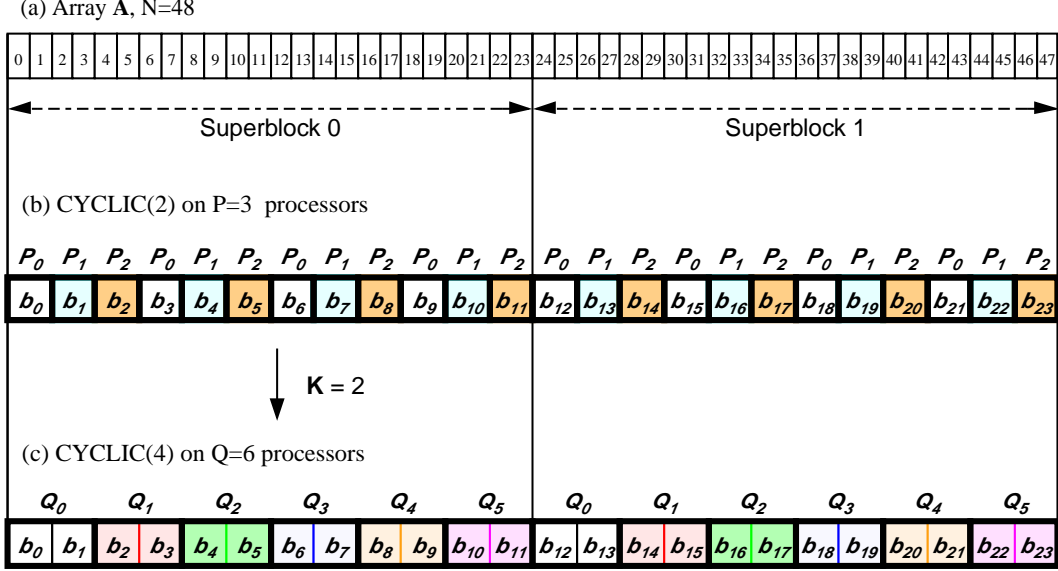 (a) Array A, N=48
0 1 2 3 4 5 6 7 8 9 10 11 12 13 14 15 16 17 18 19 20 21 22 23 24 25 26 27 28 29 30 31 32 33 34 35 36 37 38 39 40 41 42 43 44 45 46 47
Superblock 0 Superblock 1
(b) CYCLIC(2) on P=3 processors
P0 P1 P2 P0 P1 P2 P0 P1 P2 P0 P1 P2 P0 P1 P2 P0 P1 P2 P0 P1 P2 P0 P1 P2
b0 b1 b2 b3 b4 b5 b6 b7 b8 b9 b10 b11 b12 b13 b14 b15 b16 b17 b18 b19 b20 b21 b22 b23
K = 2
(c) CYCLIC(4) on Q=6 processors
Q0 Q1 Q2 Q3 Q4 Q5 Q0 Q1 Q2 Q3 Q4 Q5
b0 b1 b2 b3 b4 b5 b6 b7 b8 b9 b10 b11 b12 b13 b14 b15 b16 b17 b18 b19 b20 b21 b22 b23